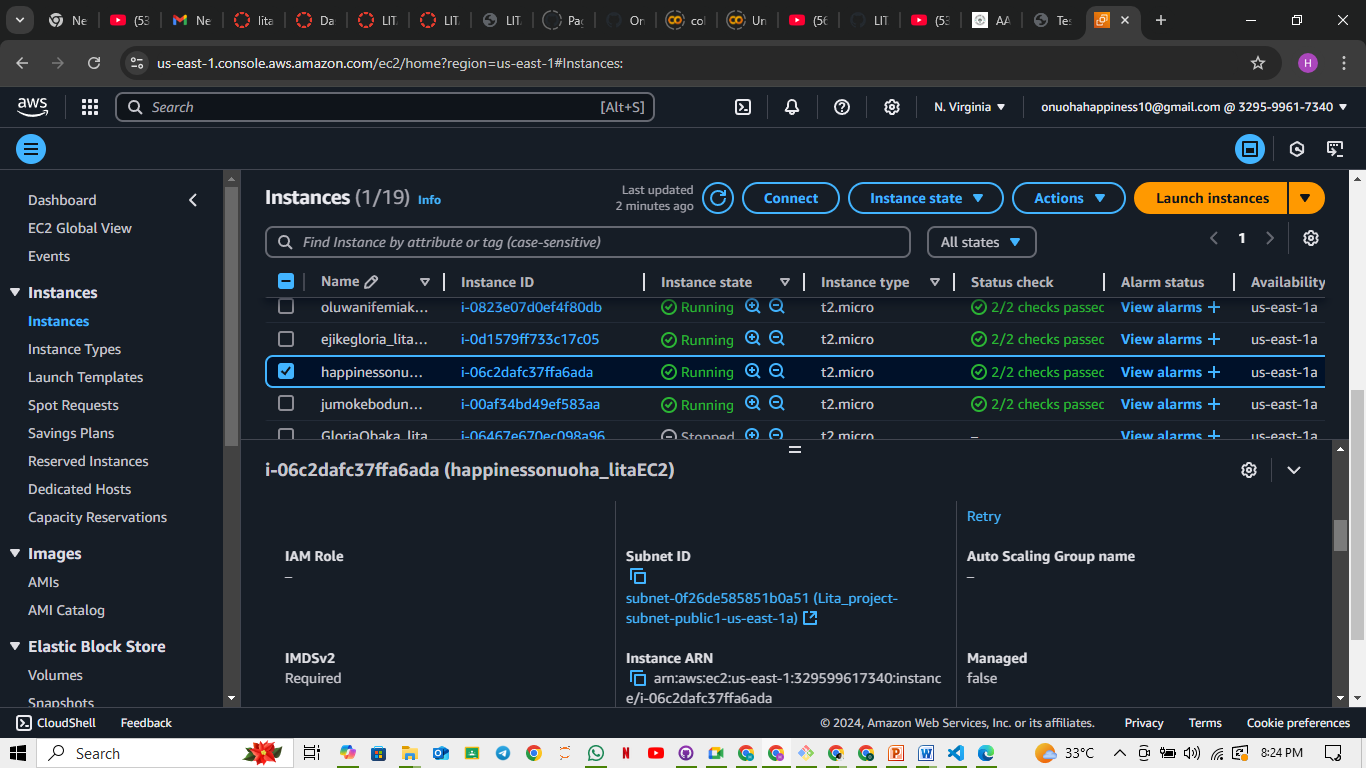 Ne
(53
Ne
lita
Da
LIT
LIT
LIT
Pag
On
col
Un
(56
LIT
(53
AA
Tes
us-east-1.console.aws.amazon.com/ec2/home?region=us-east-1#Instances:
H
aws
Search
[Alt+S]
N. Virginia
onuohahappiness10@gmail.com @ 3295-9961-7340
Dashboard
EC2 Global View
Events
Instances
Instances
Instance Types
Launch Templates
Spot Requests
Savings Plans
Reserved Instances
Dedicated Hosts
Capacity Reservations
Images
AMIs
AMI Catalog
Elastic Block Store
Volumes
Snapshots
Instances (1/19) Info
Last updated
2 minutes ago
Connect
Instance state
Actions
Launch instances
Find Instance by attribute or tag (case-sensitive)
All states
1
Name Instance ID Instance state Instance type Status check Alarm status Availability
oluwanifemiak... i-0823e07d0ef4f80db Running t2.micro 2/2 checks passec View alarms + us-east-1a
ejikegloria_lita... i-0d1579ff733c17c05 Running t2.micro 2/2 checks passec View alarms + us-east-1a
happinessonu... i-06c2dafc37ffa6ada Running t2.micro 2/2 checks passec View alarms + us-east-1a
jumokebodun... i-00af34bd49ef583aa Running t2.micro 2/2 checks passec View alarms + us-east-1a
GloriaObaka_lita i-06467e670ec098a96 Stopped t2.micro – View alarms + us-east-1a
i-06c2dafc37ffa6ada (happinessonuoha_litaEC2)
Retry
IAM Role
–
Subnet ID
subnet-0f26de585851b0a51 (Lita_project-
subnet-public1-us-east-1a)
Auto Scaling Group name
–
IMDSv2
Required
Instance ARN
arn:aws:ec2:us-east-1:329599617340:instanc
e/i-06c2dafc37ffa6ada
Managed
false
CloudShell
Feedback
© 2024, Amazon Web Services, Inc. or its affiliates.
Privacy
Terms
Cookie preferences
Search
33°C
8:24 PM